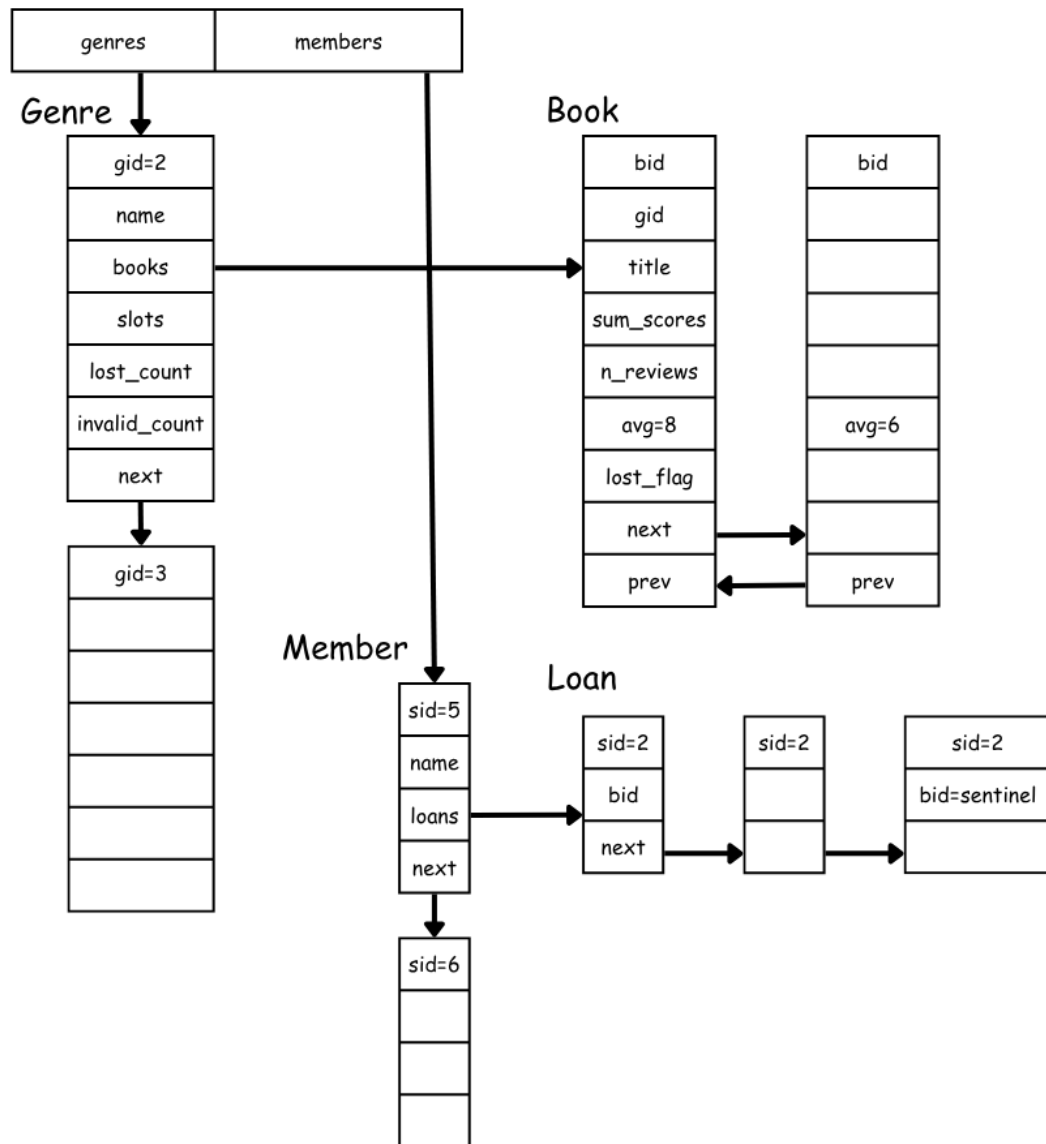 genres members
Genre
gid=2
name
books
slots
lost_count
invalid_count
next
gid=3
Book
bid
gid
title
sum_scores
n_reviews
avg=8
lost_flag
next
prev
bid
avg=6
prev
Member
sid=5
name
loans
next
sid=6
Loan
sid=2
bid
next
sid=2
sid=2
bid=sentinel